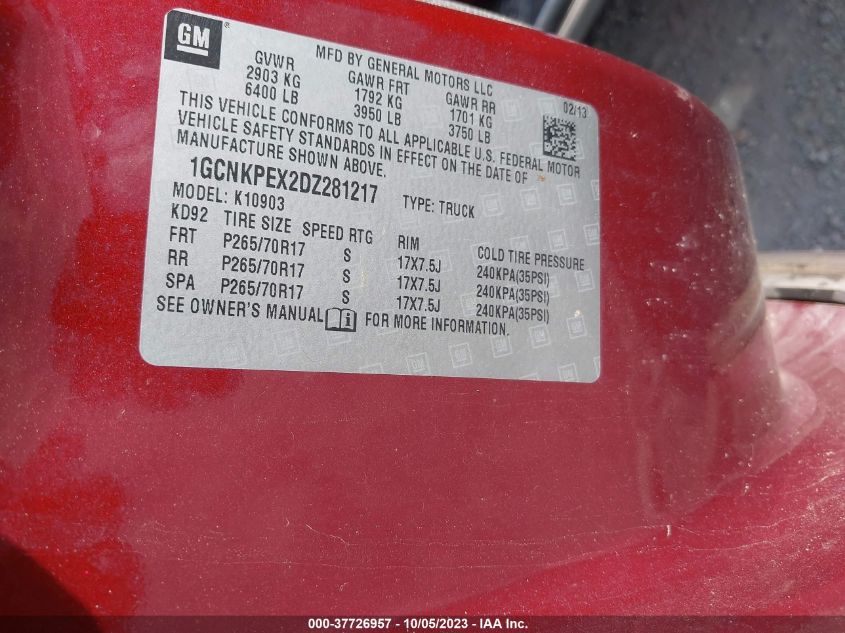 GM
MFD BY GENERAL MOTORS LLC
02/13
GVWR GAWR FRT GAWR RR
2903 KG 1792 KG 1701 KG
6400 LB 3950 LB 3750 LB
THIS VEHICLE CONFORMS TO ALL APPLICABLE U.S. FEDERAL MOTOR
VEHICLE SAFETY STANDARDS IN EFFECT ON THE DATE OF
MANUFACTURE SHOWN ABOVE.
1GCNKPEX2DZ281217
MODEL: K10903 TYPE: TRUCK
KD92 TIRE SIZE SPEED RTG RIM COLD TIRE PRESSURE
FRT P265/70R17 S 17X7.5J 240KPA(35PSI)
RR P265/70R17 S 17X7.5J 240KPA(35PSI)
SPA P265/70R17 S 17X7.5J 240KPA(35PSI)
SEE OWNER'S MANUAL FOR MORE INFORMATION.
000-37726957 - 10/05/2023 - IAA Inc.